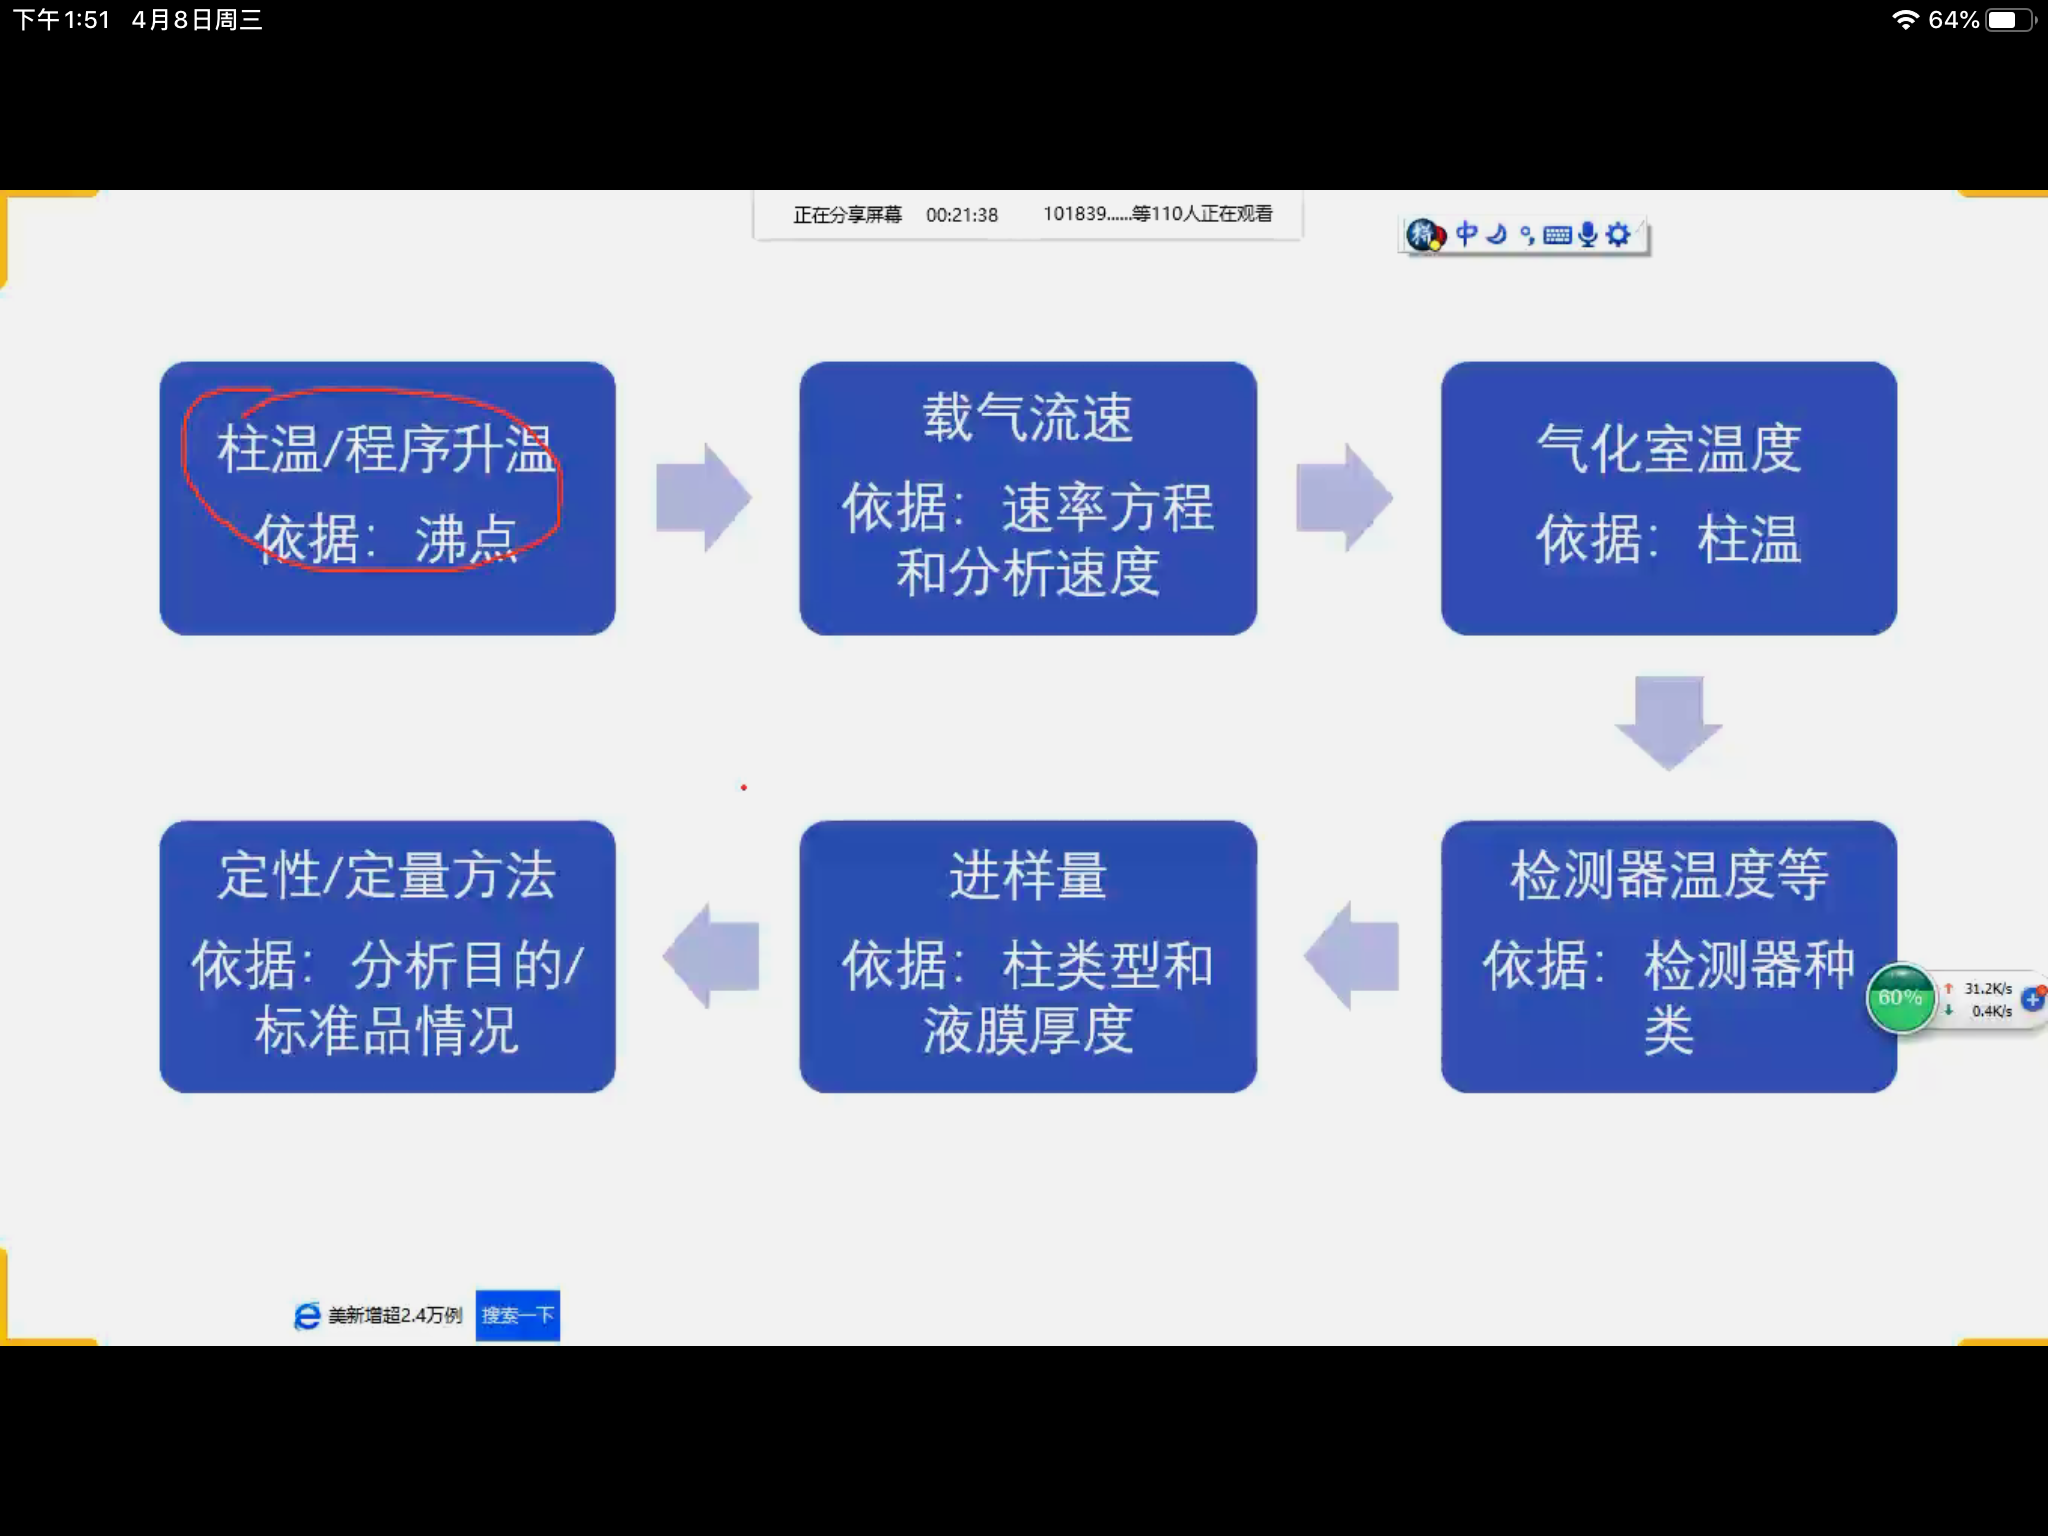 下午1:51 4月8日周三
64%
正在分享屏幕 00:21:38 101839......等110人正在观看
拼 中
柱温/程序升温
依据：沸点
载气流速
依据：速率方程
和分析速度
气化室温度
依据：柱温
定性/定量方法
依据：分析目的/
标准品情况
进样量
依据：柱类型和
液膜厚度
检测器温度等
依据：检测器种
类
60%
31.2K/s
0.4K/s
美新增超2.4万例 搜索一下